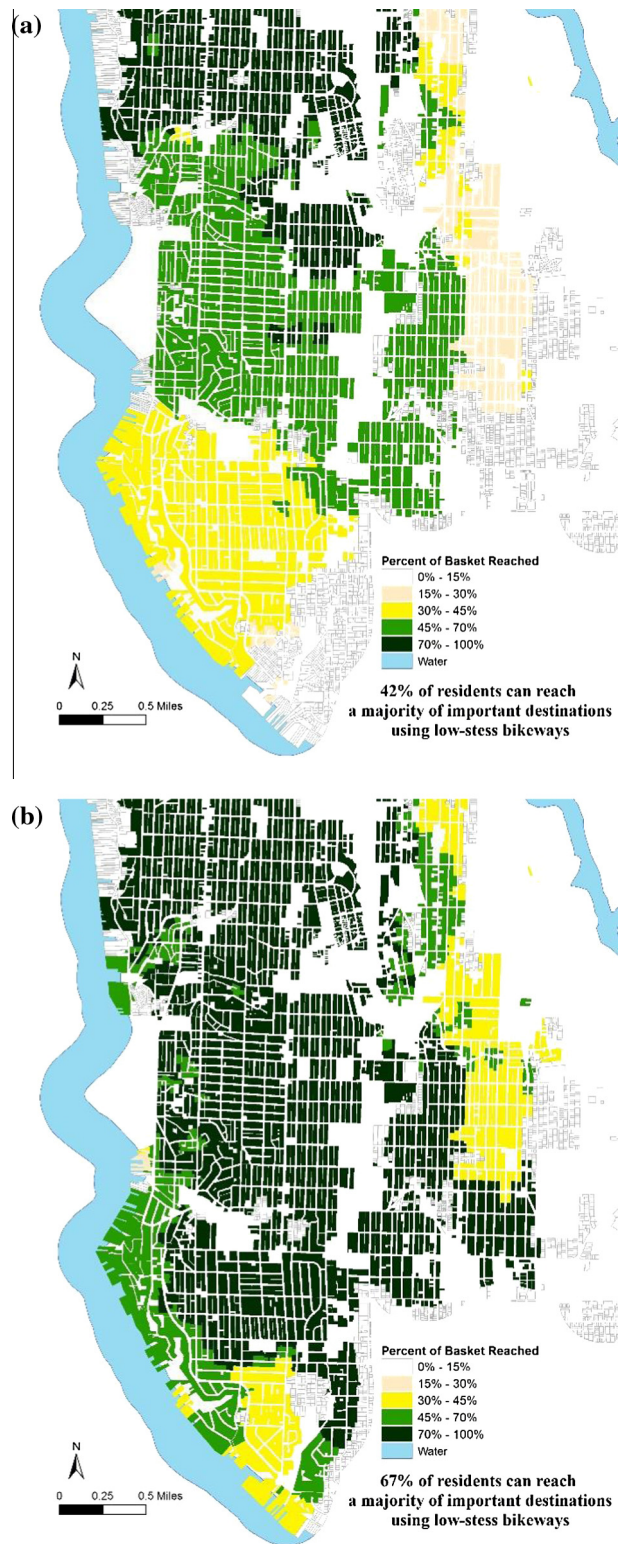 (a)
Percent of Basket Reached
0% - 15%
15% - 30%
30% - 45%
45% - 70%
70% - 100%
Water
N
0 0.25 0.5 Miles
42% of residents can reach
a majority of important destinations
using low-stess bikeways
(b)
Percent of Basket Reached
0% - 15%
15% - 30%
30% - 45%
45% - 70%
70% - 100%
Water
N
0 0.25 0.5 Miles
67% of residents can reach
a majority of important destinations
using low-stess bikeways